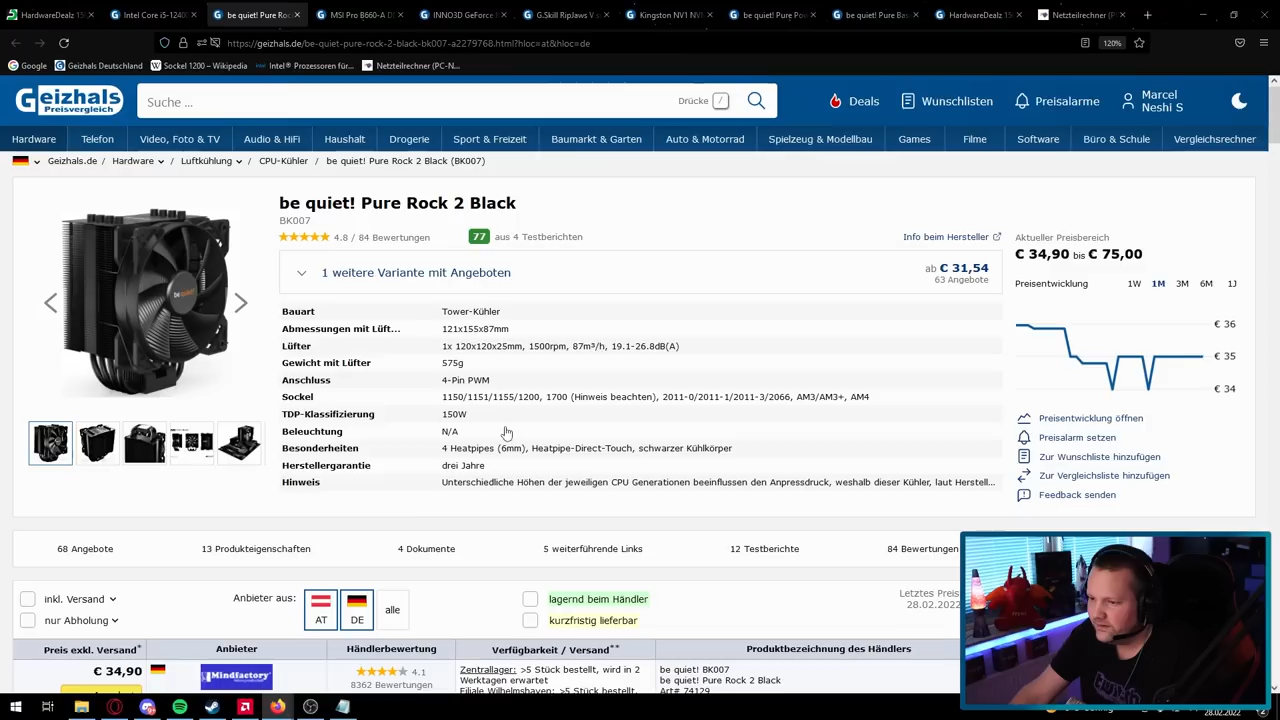 HardwareDealz 15
Intel Core i5-1240
be quiet! Pure Roc
MSI Pro B660-A D
INNO3D GeForce
G.Skill RipJaws V s
Kingston NV1 NV
be quiet! Pure Pow
be quiet! Pure Bas
HardwareDealz 15
Netzteilrechner (P
https://geizhals.de/be-quiet-pure-rock-2-black-bk007-a2279768.html?hloc=at&hloc=de
120%
Google
Geizhals Deutschland
Sockel 1200 – Wikipedia
Intel® Prozessoren für...
Netzteilrechner (PC-N...
Geizhals
Preisvergleich
Suche ...
Drücke /
Deals
Wunschlisten
Preisalarme
Marcel
Neshi S
Hardware
Telefon
Video, Foto & TV
Audio & HiFi
Haushalt
Drogerie
Sport & Freizeit
Baumarkt & Garten
Auto & Motorrad
Spielzeug & Modellbau
Games
Filme
Software
Büro & Schule
Vergleichsrechner
Geizhals.de
Hardware
Luftkühlung
CPU-Kühler
be quiet! Pure Rock 2 Black (BK007)
be quiet! Pure Rock 2 Black
BK007
4.8 / 84 Bewertungen
77 aus 4 Testberichten
Info beim Hersteller
1 weitere Variante mit Angeboten
ab € 31,54
63 Angebote
Bauart Tower-Kühler
Abmessungen mit Lüft... 121x155x87mm
Lüfter 1x 120x120x25mm, 1500rpm, 87m³/h, 19.1-26.8dB(A)
Gewicht mit Lüfter 575g
Anschluss 4-Pin PWM
Sockel 1150/1151/1155/1200, 1700 (Hinweis beachten), 2011-0/2011-1/2011-3/2066, AM3/AM3+, AM4
TDP-Klassifizierung 150W
Beleuchtung N/A
Besonderheiten 4 Heatpipes (6mm), Heatpipe-Direct-Touch, schwarzer Kühlkörper
Herstellergarantie drei Jahre
Hinweis Unterschiedliche Höhen der jeweiligen CPU Generationen beeinflussen den Anpressdruck, weshalb dieser Kühler, laut Herstell...
Aktueller Preisbereich
€ 34,90 bis € 75,00
Preisentwicklung 1W 1M 3M 6M 1J
€ 36
€ 35
€ 34
Preisentwicklung öffnen
Preisalarm setzen
Zur Wunschliste hinzufügen
Zur Vergleichsliste hinzufügen
Feedback senden
68 Angebote
13 Produkteigenschaften
4 Dokumente
5 weiterführende Links
12 Testberichte
84 Bewertungen
inkl. Versand
nur Abholung
Anbieter aus:
AT
DE
alle
lagernd beim Händler
kurzfristig lieferbar
Letztes Preis
28.02.2022
Preis exkl. Versand*
Anbieter
Händlerbewertung
Verfügbarkeit / Versand**
Produktbezeichnung des Händlers
€ 34,90
Mindfactory
4.1
8362 Bewertungen
Zentrallager: >5 Stück bestellt, wird in 2
Werktagen erwartet
Filiale Wilhelmshaven: >5 Stück bestellt,
be quiet! BK007
be quiet! Pure Rock 2 Black
Art# 74129
28.02.2022